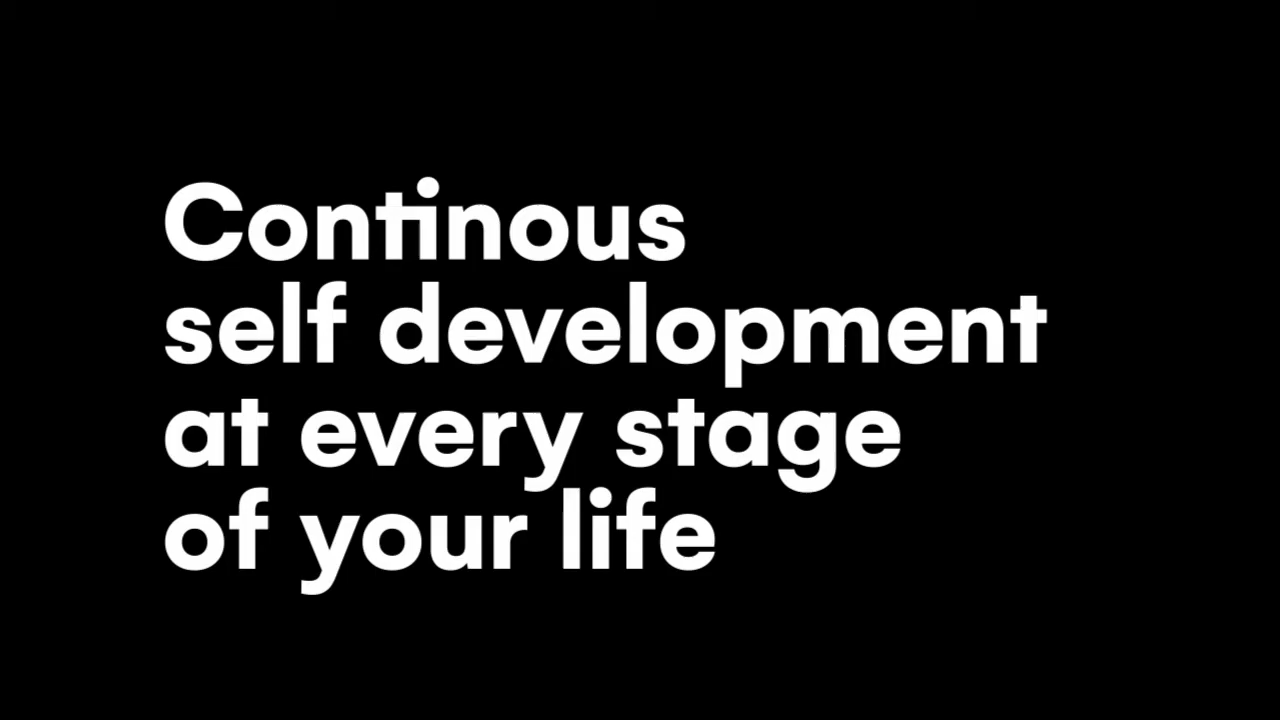 Continous
self development
at every stage
of your life